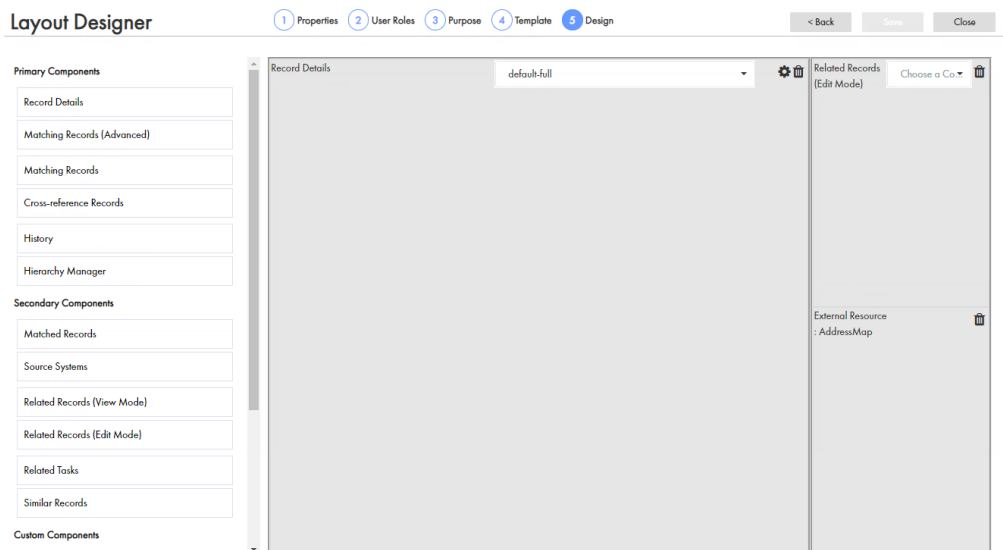 Layout Designer
1 Properties 2 User Roles 3 Purpose 4 Template 5 Design
< Back Save Close
Primary Components
Record Details
Matching Records (Advanced)
Matching Records
Cross-reference Records
History
Hierarchy Manager
Secondary Components
Matched Records
Source Systems
Related Records (View Mode)
Related Records (Edit Mode)
Related Tasks
Similar Records
Custom Components
Record Details
default-full
Related Records
(Edit Mode)
Choose a Co...
External Resource
: AddressMap